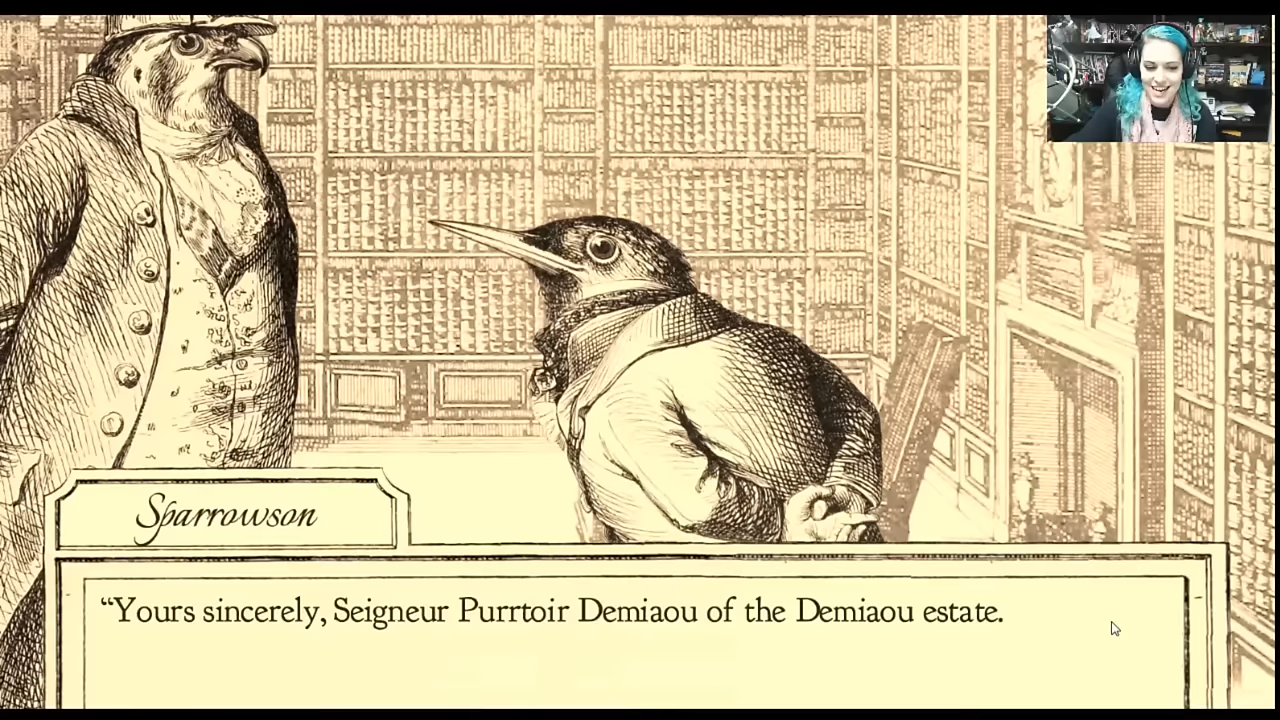 Sparrowson
“Yours sincerely, Seigneur Purrtoir Demiaou of the Demiaou estate.